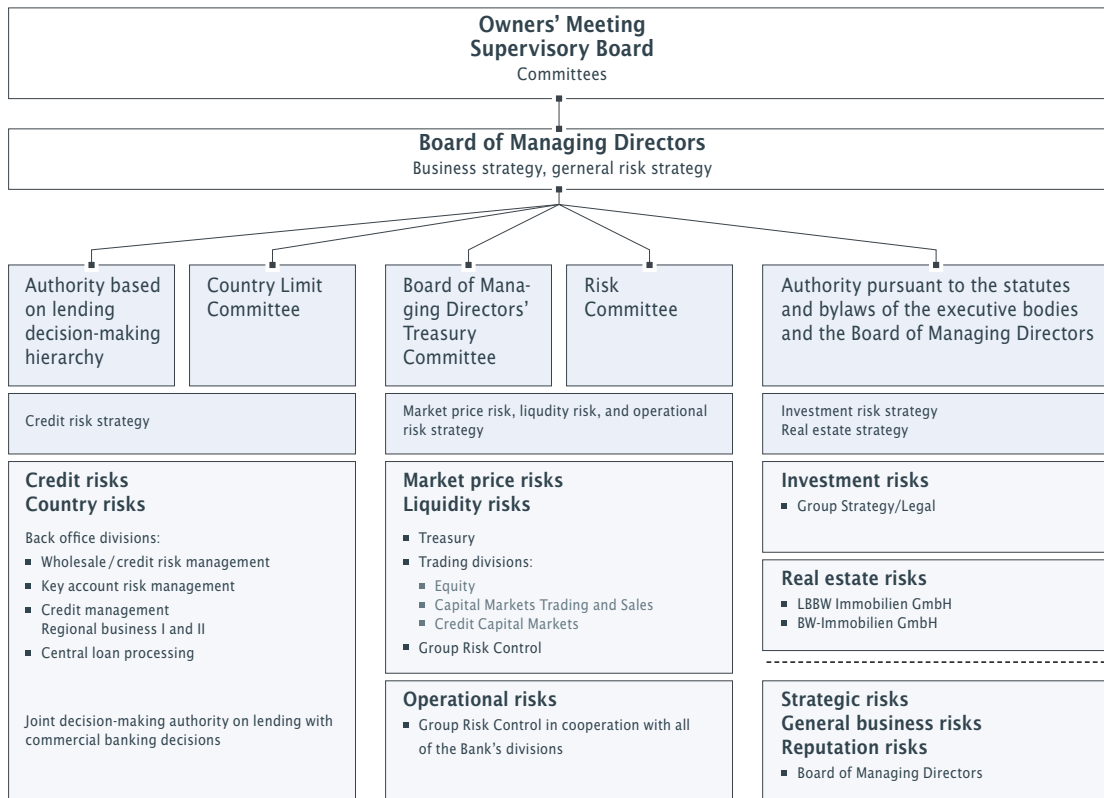 Owners’ Meeting
Supervisory Board
Committees
Board of Managing Directors
Business strategy, gerneral risk strategy
Authority based
on lending
decision-making
hierarchy
Country Limit
Committee
Board of Mana-
ging Directors’
Treasury
Committee
Risk
Committee
Authority pursuant to the statutes
and bylaws of the executive bodies
and the Board of Managing Directors
Credit risk strategy
Market price risk, liqudity risk, and operational
risk strategy
Investment risk strategy
Real estate strategy
Credit risks
Country risks
Back office divisions:
Wholesale / credit risk management
Key account risk management
Credit management
Regional business I and II
Central loan processing
Joint decision-making authority on lending with
commercial banking decisions
Market price risks
Liquidity risks
Treasury
Trading divisions:
Equity
Capital Markets Trading and Sales
Credit Capital Markets
Group Risk Control
Operational risks
Group Risk Control in cooperation with all
of the Bank’s divisions
Investment risks
Group Strategy/Legal
Real estate risks
LBBW Immobilien GmbH
BW-Immobilien GmbH
Strategic risks
General business risks
Reputation risks
Board of Managing Directors